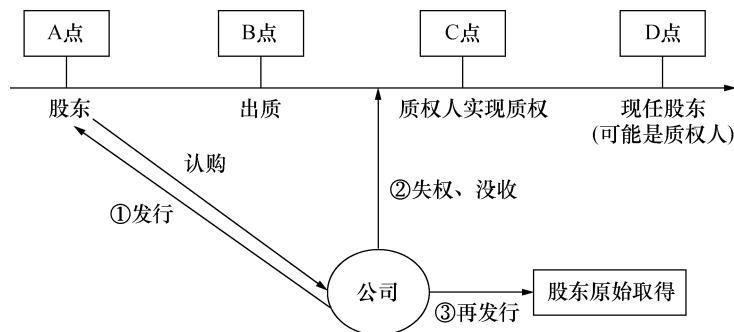 A点
B点
C点
D点
股东
出质
质权人实现质权
现任股东
(可能是质权人)
认购
①发行
②失权、没收
公司
③再发行
股东原始取得